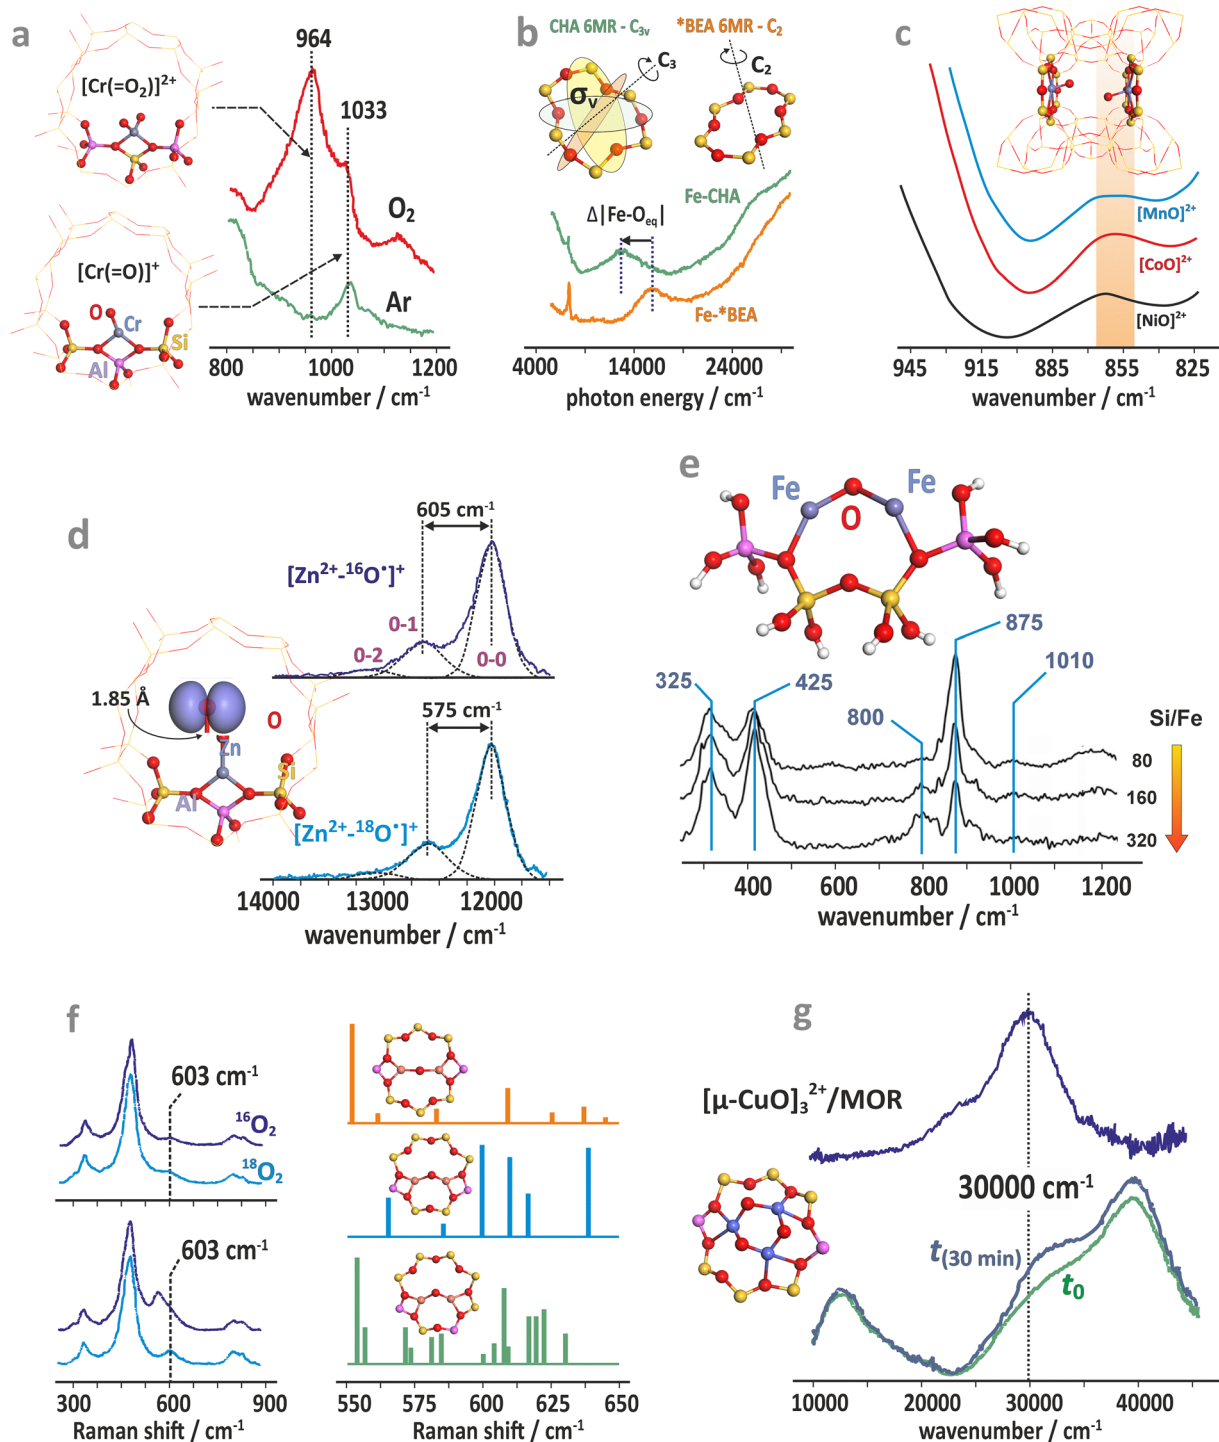 a
964
1033
[Cr(=O₂)]²⁺
O₂
[Cr(=O)]⁺
O
Cr
Si
Al
Ar
800
1000
1200
wavenumber / cm⁻¹
b
CHA 6MR - C₃ᵥ
*BEA 6MR - C₂
C₃
C₂
σᵥ
Fe-CHA
Δ|Fe-O_eq|
Fe-*BEA
4000
14000
24000
photon energy / cm⁻¹
c
[MnO]²⁺
[CoO]²⁺
[NiO]²⁺
945
915
885
855
825
wavenumber / cm⁻¹
d
605 cm⁻¹
[Zn²⁺-¹⁶O•]⁺
0-1
0-2
0-0
1.85 Å
O
Zn
Si
Al
575 cm⁻¹
[Zn²⁺-¹⁸O•]⁺
14000
13000
12000
wavenumber / cm⁻¹
e
Fe
Fe
O
875
325
425
1010
800
Si/Fe
80
160
320
400
600
800
1000
1200
wavenumber / cm⁻¹
f
603 cm⁻¹
¹⁶O₂
¹⁸O₂
603 cm⁻¹
300
600
900
Raman shift / cm⁻¹
550
575
600
625
650
Raman shift / cm⁻¹
g
[μ-CuO]₃²⁺/MOR
30000 cm⁻¹
t(30 min)
t₀
10000
20000
30000
40000
wavenumber / cm⁻¹